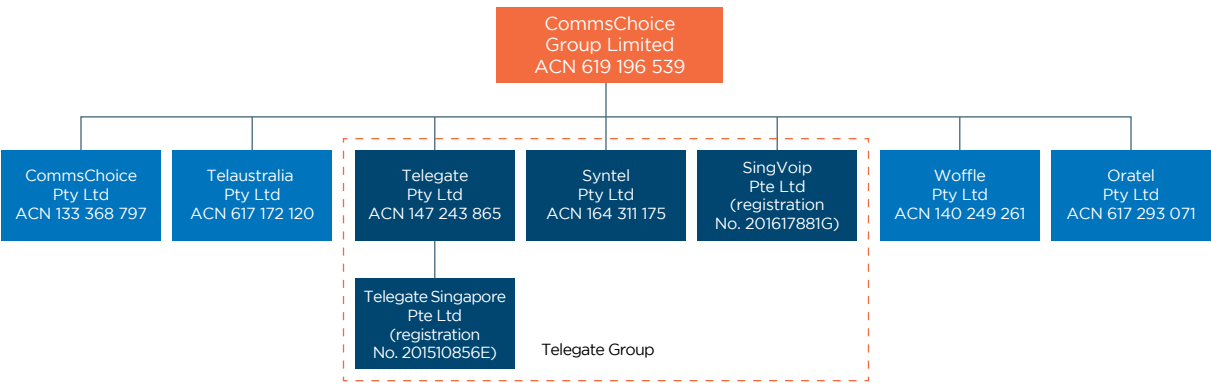 CommsChoice
Group Limited
ACN 619 196 539
CommsChoice
Pty Ltd
ACN 133 368 797
Telaustralia
Pty Ltd
ACN 617 172 120
Telegate
Pty Ltd
ACN 147 243 865
Syntel
Pty Ltd
ACN 164 311 175
SingVoip
Pte Ltd
(registration
No. 201617881G)
Woffle
Pty Ltd
ACN 140 249 261
Oratel
Pty Ltd
ACN 617 293 071
Telegate Singapore
Pte Ltd
(registration
No. 201510856E)
Telegate Group